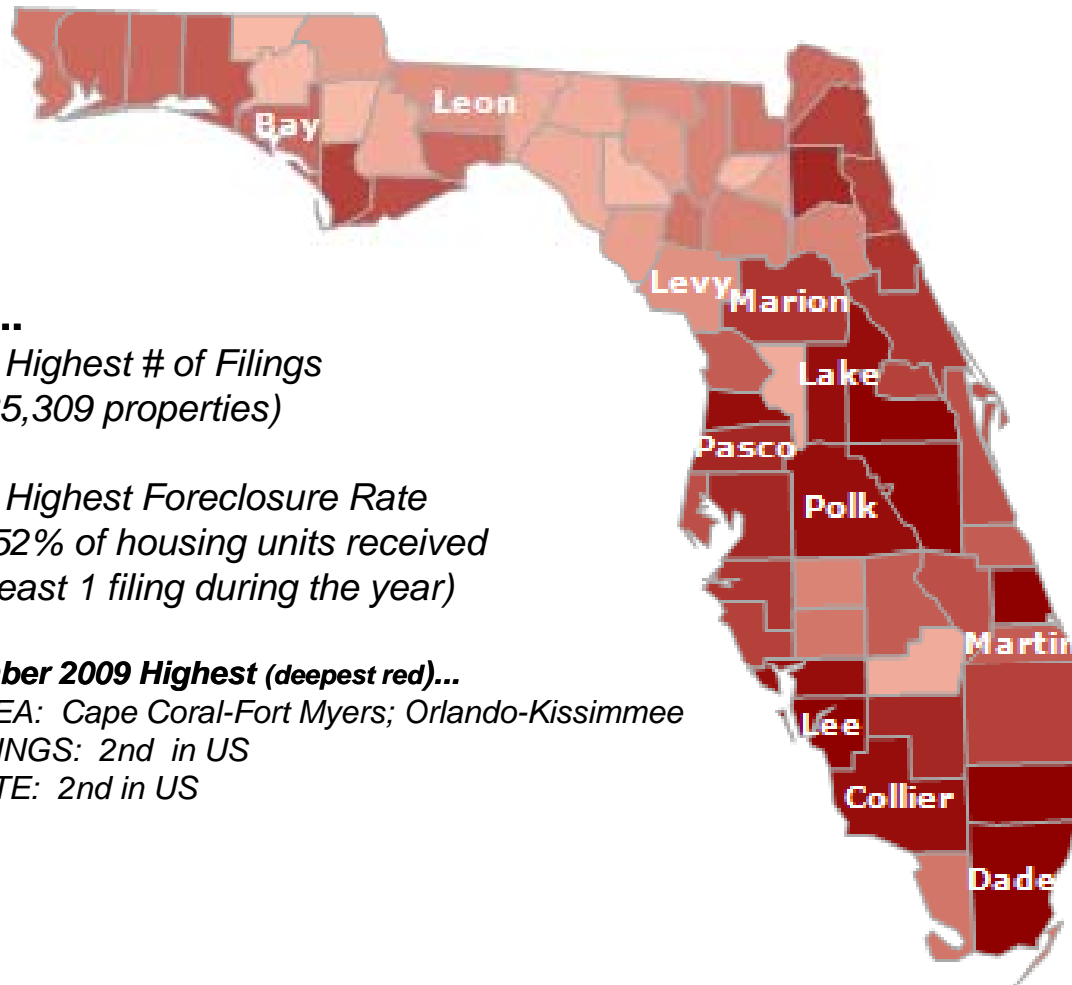 Leon
Bay
Levy
Marion
...
Highest # of Filings
5,309 properties)
Lake
Pasco
Highest Foreclosure Rate
Polk
52% of housing units received
east 1 filing during the year)
Martin
ber 2009 Highest (deepest red)...
EA: Cape Coral-Fort Myers; Orlando-Kissimmee
Lee
NGS: 2nd in US
TE: 2nd in US
Collier
Dade